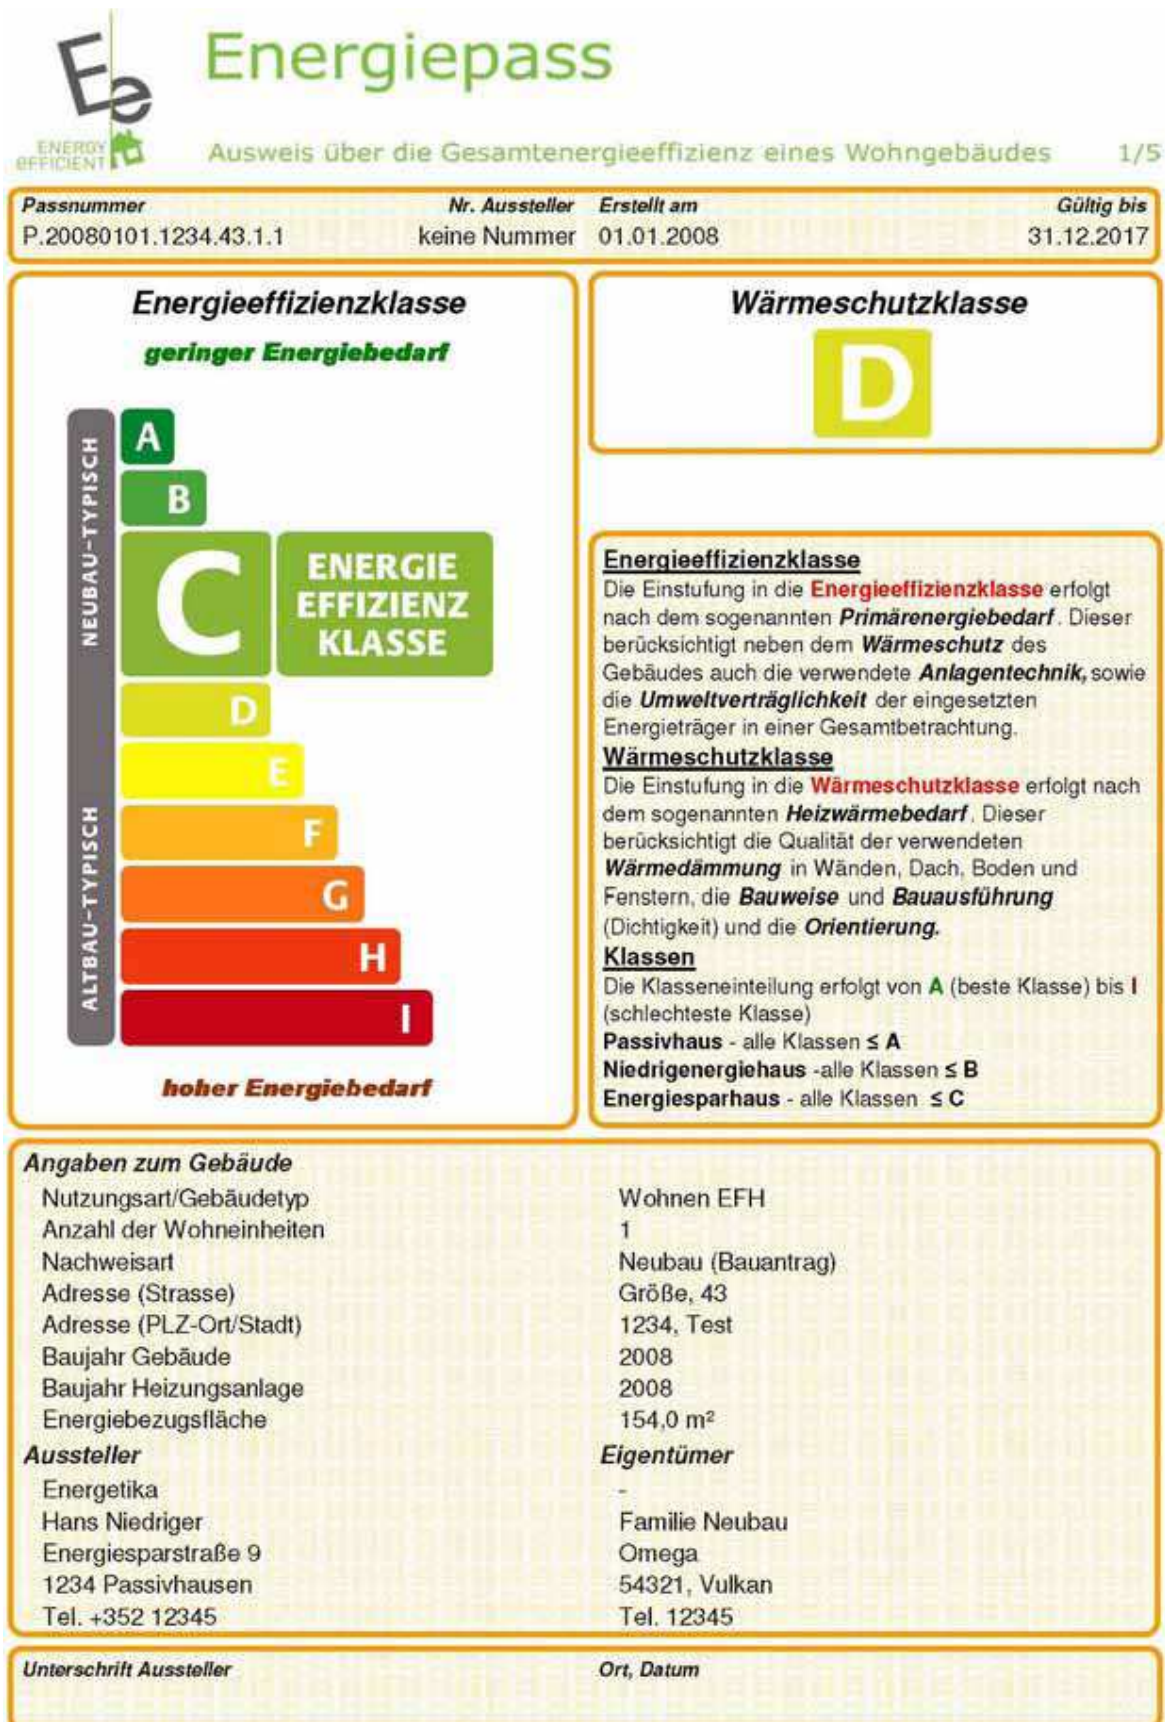 Ee
ENERGY
eFFICIENT
Energiepass
Ausweis über die Gesamtenergieeffizienz eines Wohngebäudes 1/5
Passnummer Nr. Aussteller Erstellt am Gültig bis
P.20080101.1234.43.1.1 keine Nummer 01.01.2008 31.12.2017
Energieeffizienzklasse
geringer Energiebedarf
NEUBAU-TYPISCH
ALTBAU-TYPISCH
A
B
C
ENERGIE
EFFIZIENZ
KLASSE
D
E
F
G
H
I
hoher Energiebedarf
Wärmeschutzklasse
D
Energieeffizienzklasse
Die Einstufung in die Energieeffizienzklasse erfolgt
nach dem sogenannten Primärenergiebedarf. Dieser
berücksichtigt neben dem Wärmeschutz des
Gebäudes auch die verwendete Anlagentechnik, sowie
die Umweltverträglichkeit der eingesetzten
Energieträger in einer Gesamtbetrachtung.
Wärmeschutzklasse
Die Einstufung in die Wärmeschutzklasse erfolgt nach
dem sogenannten Heizwärmebedarf. Dieser
berücksichtigt die Qualität der verwendeten
Wärmedämmung in Wänden, Dach, Boden und
Fenstern, die Bauweise und Bauausführung
(Dichtigkeit) und die Orientierung.
Klassen
Die Klasseneinteilung erfolgt von A (beste Klasse) bis I
(schlechteste Klasse)
Passivhaus - alle Klassen ≤ A
Niedrigenergiehaus -alle Klassen ≤ B
Energiesparhaus - alle Klassen ≤ C
Angaben zum Gebäude
Nutzungsart/Gebäudetyp Wohnen EFH
Anzahl der Wohneinheiten 1
Nachweisart Neubau (Bauantrag)
Adresse (Strasse) Größe, 43
Adresse (PLZ-Ort/Stadt) 1234, Test
Baujahr Gebäude 2008
Baujahr Heizungsanlage 2008
Energiebezugsfläche 154,0 m²
Aussteller Eigentümer
Energetika -
Hans Niedriger Familie Neubau
Energiesparstraße 9 Omega
1234 Passivhausen 54321, Vulkan
Tel. +352 12345 Tel. 12345
Unterschrift Aussteller Ort, Datum